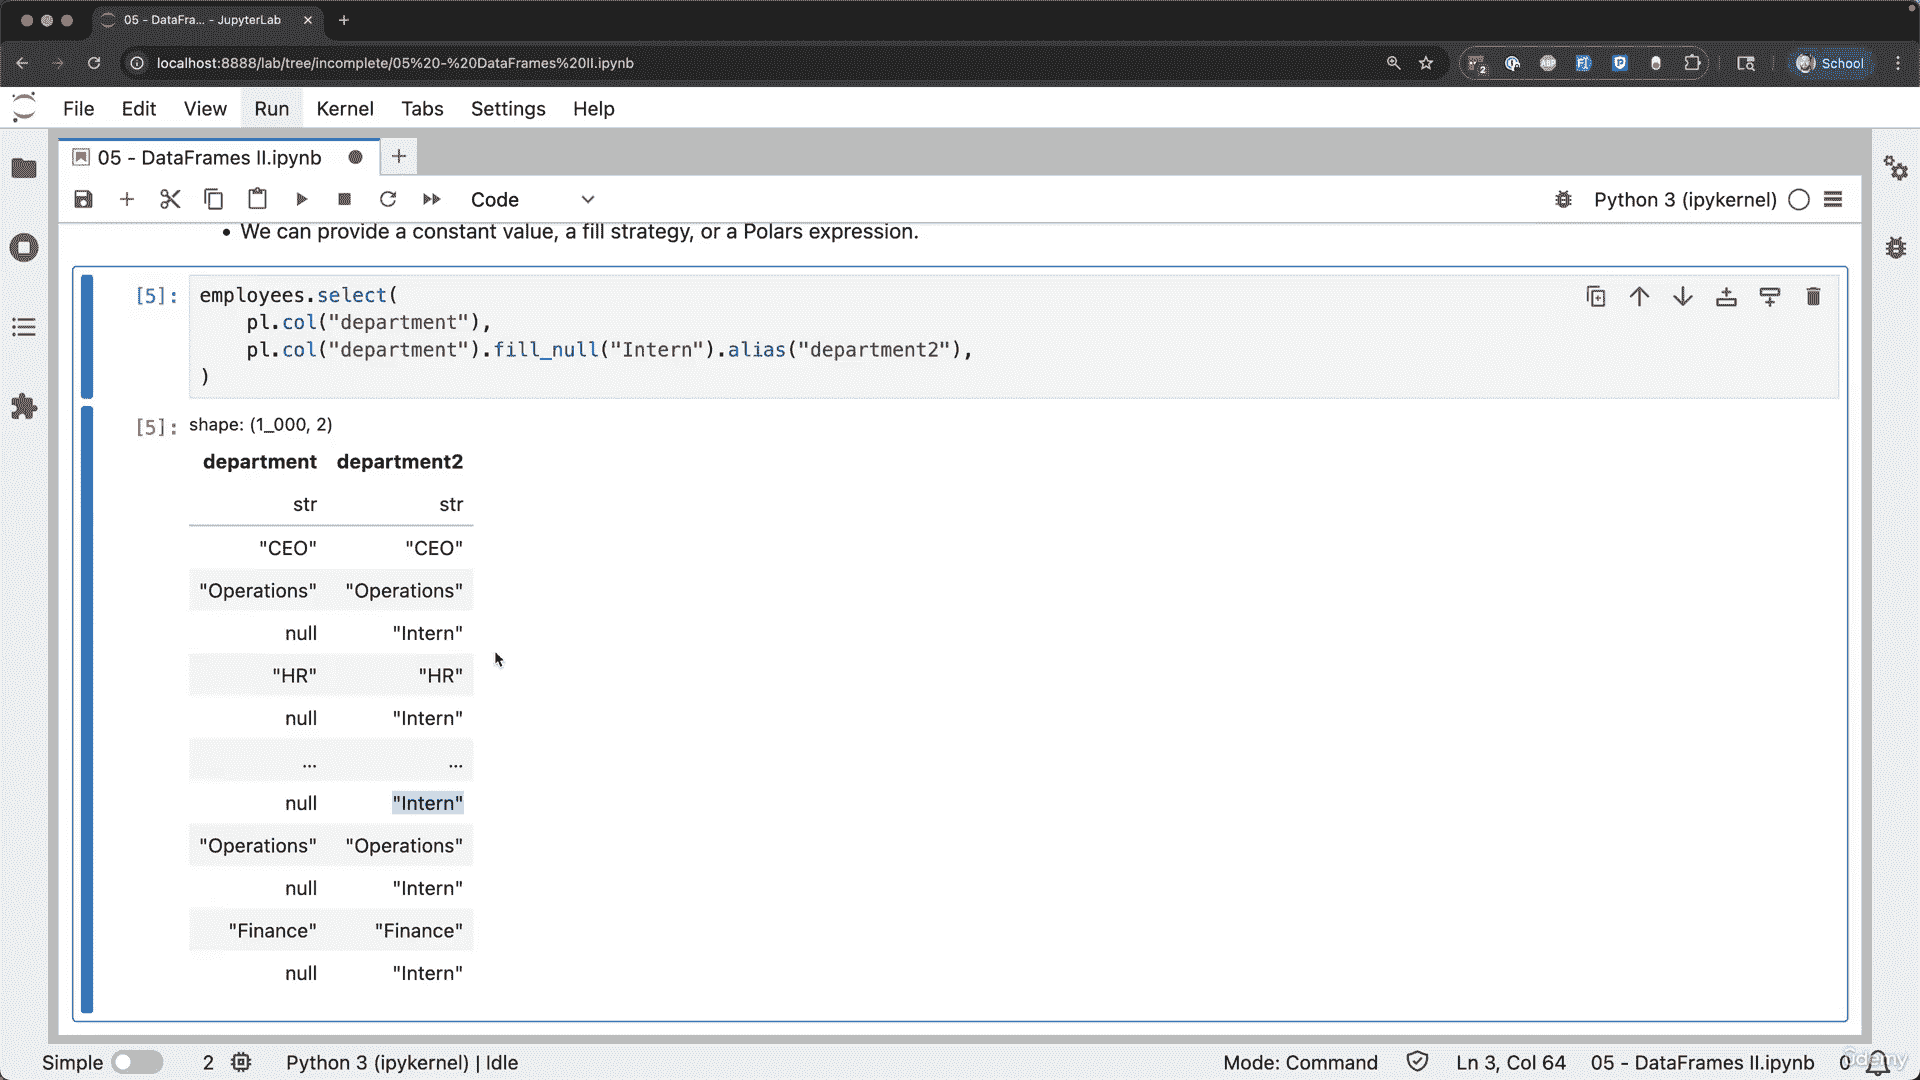 05 - DataFra... - JupyterLab
localhost:8888/lab/tree/incomplete/05%20-%20DataFrames%20II.ipynb
2
ABP
School
File Edit View Run Kernel Tabs Settings Help
05 - DataFrames II.ipynb
Code
Python 3 (ipykernel)
• We can provide a constant value, a fill strategy, or a Polars expression.
[5]: employees.select(
pl.col("department"),
pl.col("department").fill_null("Intern").alias("department2"),
)
[5]: shape: (1_000, 2)
department department2
str str
"CEO" "CEO"
"Operations" "Operations"
null "Intern"
"HR" "HR"
null "Intern"
... ...
null "Intern"
"Operations" "Operations"
null "Intern"
"Finance" "Finance"
null "Intern"
Simple 2 Python 3 (ipykernel) | Idle Mode: Command Ln 3, Col 64 05 - DataFrames II.ipynb 0
Udemy